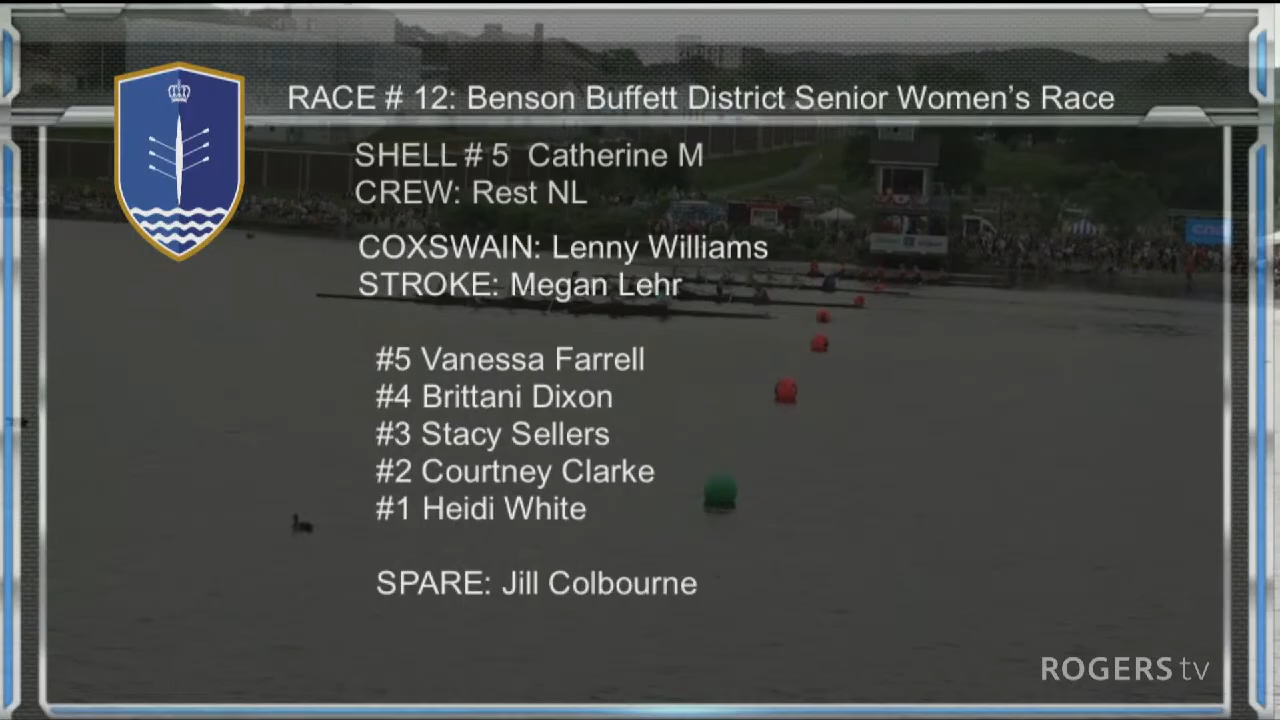 RACE # 12: Benson Buffett District Senior Women's Race
SHELL # 5 Catherine M
CREW: Rest NL
COXSWAIN: Lenny Williams
STROKE: Megan Lehr
#5 Vanessa Farrell
#4 Brittani Dixon
#3 Stacy Sellers
#2 Courtney Clarke
#1 Heidi White
SPARE: Jill Colbourne
ROGERS tv